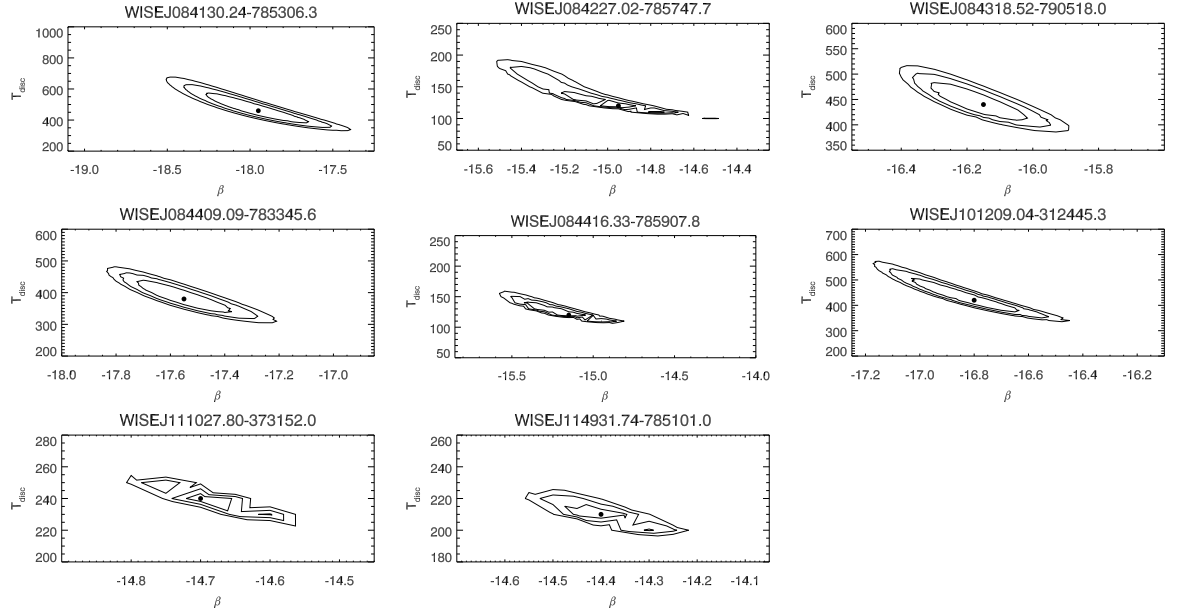 WISEJ084130.24-785306.3
WISEJ084227.02-785747.7
WISEJ084318.52-790518.0
1000
800
600
400
200
T_disc
-19.0 -18.5 -18.0 -17.5
β
250
200
150
100
50
T_disc
-15.6 -15.4 -15.2 -15.0 -14.8 -14.6 -14.4
β
600
550
500
450
400
350
T_disc
-16.4 -16.2 -16.0 -15.8
β
WISEJ084409.09-783345.6
WISEJ084416.33-785907.8
WISEJ101209.04-312445.3
600
500
400
300
200
T_disc
-18.0 -17.8 -17.6 -17.4 -17.2 -17.0
β
250
200
150
100
50
T_disc
-15.5 -15.0 -14.5 -14.0
β
700
600
500
400
300
200
T_disc
-17.2 -17.0 -16.8 -16.6 -16.4 -16.2
β
WISEJ111027.80-373152.0
WISEJ114931.74-785101.0
280
260
240
220
200
T_disc
-14.8 -14.7 -14.6 -14.5
β
260
240
220
200
180
T_disc
-14.6 -14.5 -14.4 -14.3 -14.2 -14.1
β